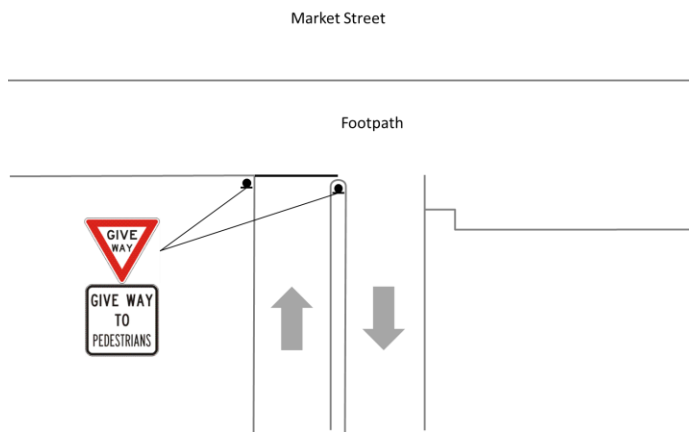 Market Street
Footpath
GIVE
WAY
GIVE WAY
TO
PEDESTRIANS